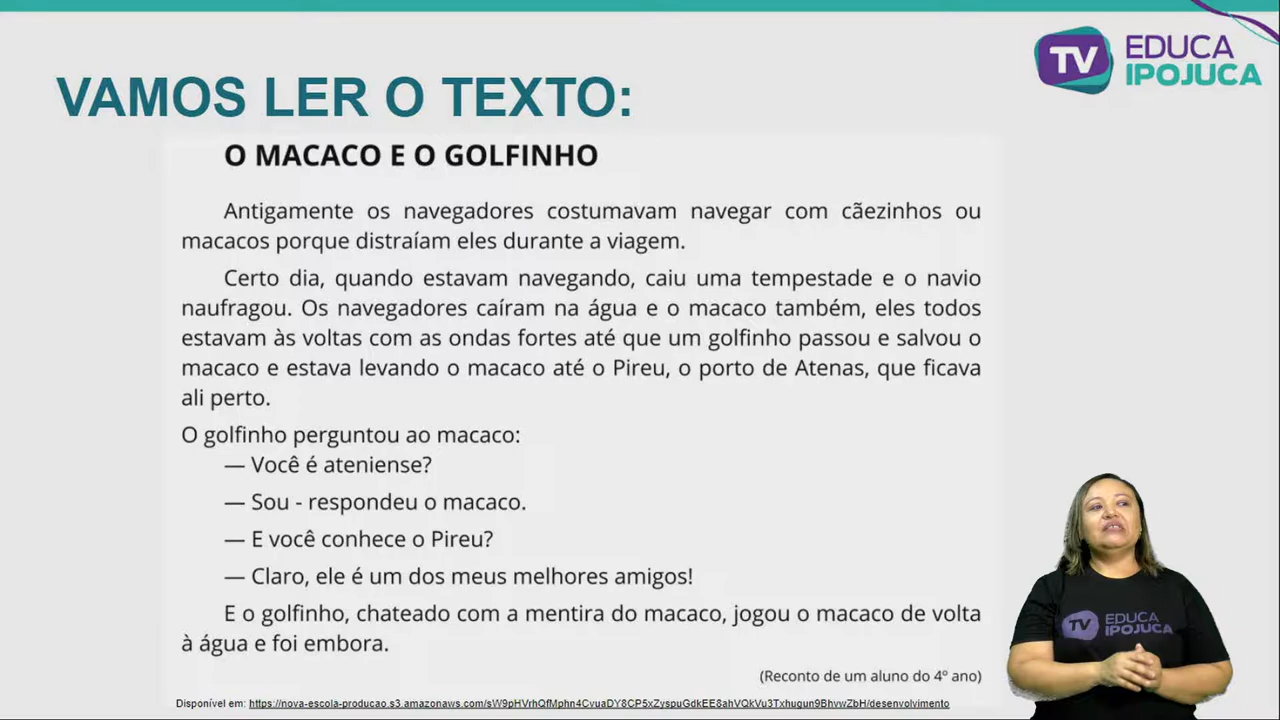 TV EDUCA
IPOJUCA
VAMOS LER O TEXTO:
O MACACO E O GOLFINHO
Antigamente os navegadores costumavam navegar com cãezinhos ou
macacos porque distraíam eles durante a viagem.
Certo dia, quando estavam navegando, caiu uma tempestade e o navio
naufragou. Os navegadores caíram na água e o macaco também, eles todos
estavam às voltas com as ondas fortes até que um golfinho passou e salvou o
macaco e estava levando o macaco até o Pireu, o porto de Atenas, que ficava
ali perto.
O golfinho perguntou ao macaco:
— Você é ateniense?
— Sou - respondeu o macaco.
— E você conhece o Pireu?
— Claro, ele é um dos meus melhores amigos!
E o golfinho, chateado com a mentira do macaco, jogou o macaco de volta
à água e foi embora.
(Reconto de um aluno do 4º ano)
Disponível em: https://nova-escola-producao.s3.amazonaws.com/sW9pHVrhQfMphn4CvuaDY8CP5xZyspuGdkEE8ahVQkVu3Txhugun9BhvwZbH/desenvolvimento
TV EDUCA
IPOJUCA